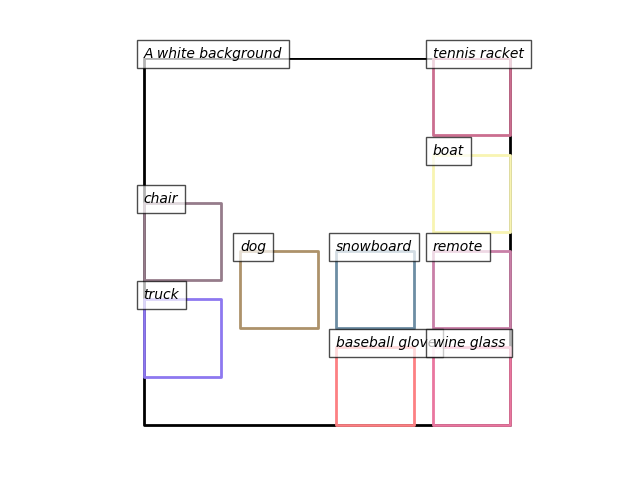 A white background
tennis racket
boat
chair
dog
snowboard
remote
truck
baseball glove
wine glass